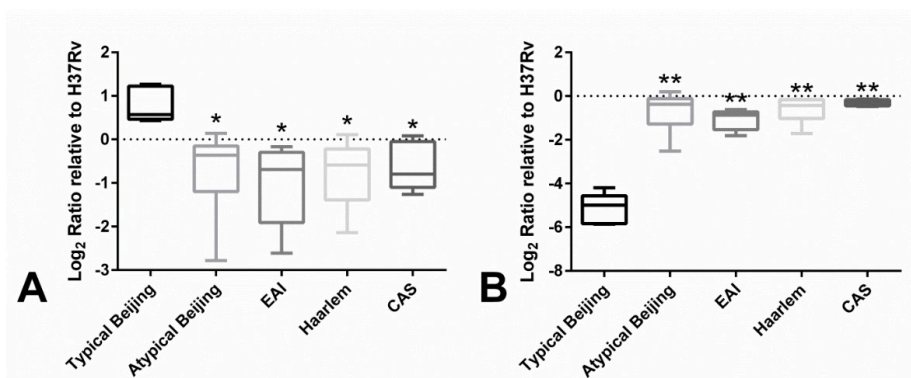 A
Log2 Ratio relative to H37Rv
2
1
0
-1
-2
-3
*
*
*
*
Typical Beijing
Atypical Beijing
EAI
Haarlem
CAS
B
Log2 Ratio relative to H37Rv
2
0
-2
-4
-6
-8
**
**
**
**
Typical Beijing
Atypical Beijing
EAI
Haarlem
CAS